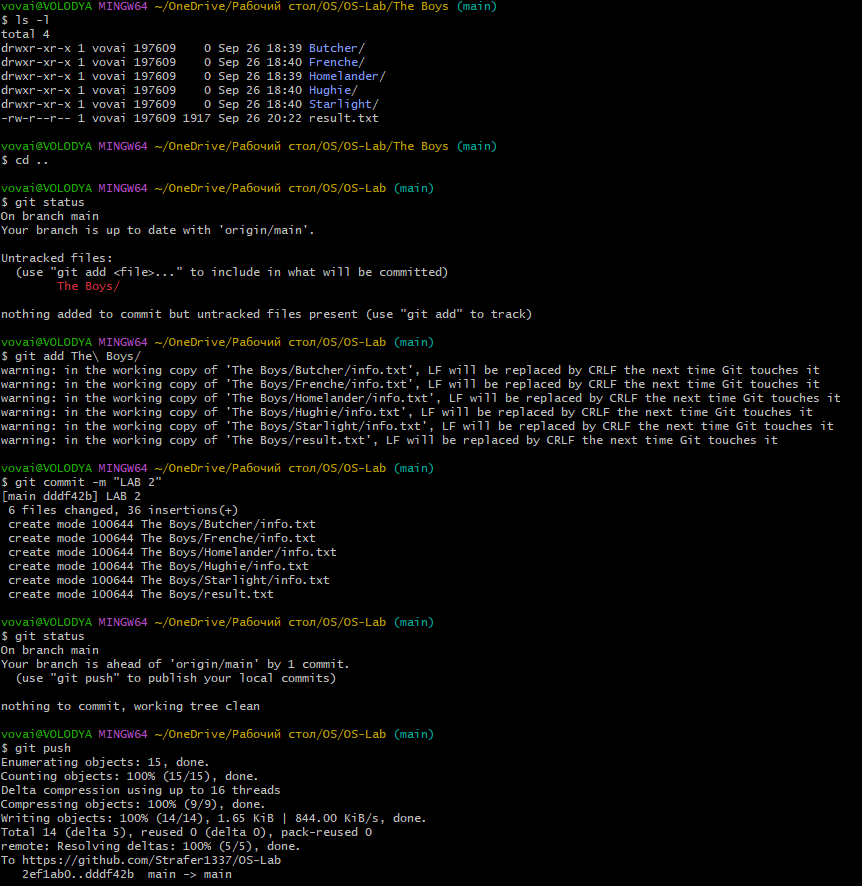 vovai@VOLODYA MINGW64 ~/OneDrive/Рабочий стол/OS/OS-Lab/The Boys (main)
$ ls -l
total 4
drwxr-xr-x 1 vovai 197609    0 Sep 26 18:39 Butcher/
drwxr-xr-x 1 vovai 197609    0 Sep 26 18:40 Frenche/
drwxr-xr-x 1 vovai 197609    0 Sep 26 18:39 Homelander/
drwxr-xr-x 1 vovai 197609    0 Sep 26 18:40 Hughie/
drwxr-xr-x 1 vovai 197609    0 Sep 26 18:40 Starlight/
-rw-r--r-- 1 vovai 197609 1917 Sep 26 20:22 result.txt

vovai@VOLODYA MINGW64 ~/OneDrive/Рабочий стол/OS/OS-Lab/The Boys (main)
$ cd ..

vovai@VOLODYA MINGW64 ~/OneDrive/Рабочий стол/OS/OS-Lab (main)
$ git status
On branch main
Your branch is up to date with 'origin/main'.

Untracked files:
  (use "git add <file>..." to include in what will be committed)
        The Boys/

nothing added to commit but untracked files present (use "git add" to track)

vovai@VOLODYA MINGW64 ~/OneDrive/Рабочий стол/OS/OS-Lab (main)
$ git add The\ Boys/
warning: in the working copy of 'The Boys/Butcher/info.txt', LF will be replaced by CRLF the next time Git touches it
warning: in the working copy of 'The Boys/Frenche/info.txt', LF will be replaced by CRLF the next time Git touches it
warning: in the working copy of 'The Boys/Homelander/info.txt', LF will be replaced by CRLF the next time Git touches it
warning: in the working copy of 'The Boys/Hughie/info.txt', LF will be replaced by CRLF the next time Git touches it
warning: in the working copy of 'The Boys/Starlight/info.txt', LF will be replaced by CRLF the next time Git touches it
warning: in the working copy of 'The Boys/result.txt', LF will be replaced by CRLF the next time Git touches it

vovai@VOLODYA MINGW64 ~/OneDrive/Рабочий стол/OS/OS-Lab (main)
$ git commit -m "LAB 2"
[main dddf42b] LAB 2
 6 files changed, 36 insertions(+)
 create mode 100644 The Boys/Butcher/info.txt
 create mode 100644 The Boys/Frenche/info.txt
 create mode 100644 The Boys/Homelander/info.txt
 create mode 100644 The Boys/Hughie/info.txt
 create mode 100644 The Boys/Starlight/info.txt
 create mode 100644 The Boys/result.txt

vovai@VOLODYA MINGW64 ~/OneDrive/Рабочий стол/OS/OS-Lab (main)
$ git status
On branch main
Your branch is ahead of 'origin/main' by 1 commit.
  (use "git push" to publish your local commits)

nothing to commit, working tree clean

vovai@VOLODYA MINGW64 ~/OneDrive/Рабочий стол/OS/OS-Lab (main)
$ git push
Enumerating objects: 15, done.
Counting objects: 100% (15/15), done.
Delta compression using up to 16 threads
Compressing objects: 100% (9/9), done.
Writing objects: 100% (14/14), 1.65 KiB | 844.00 KiB/s, done.
Total 14 (delta 5), reused 0 (delta 0), pack-reused 0
remote: Resolving deltas: 100% (5/5), done.
To https://github.com/Strafer1337/OS-Lab
   2ef1ab0..dddf42b  main -> main